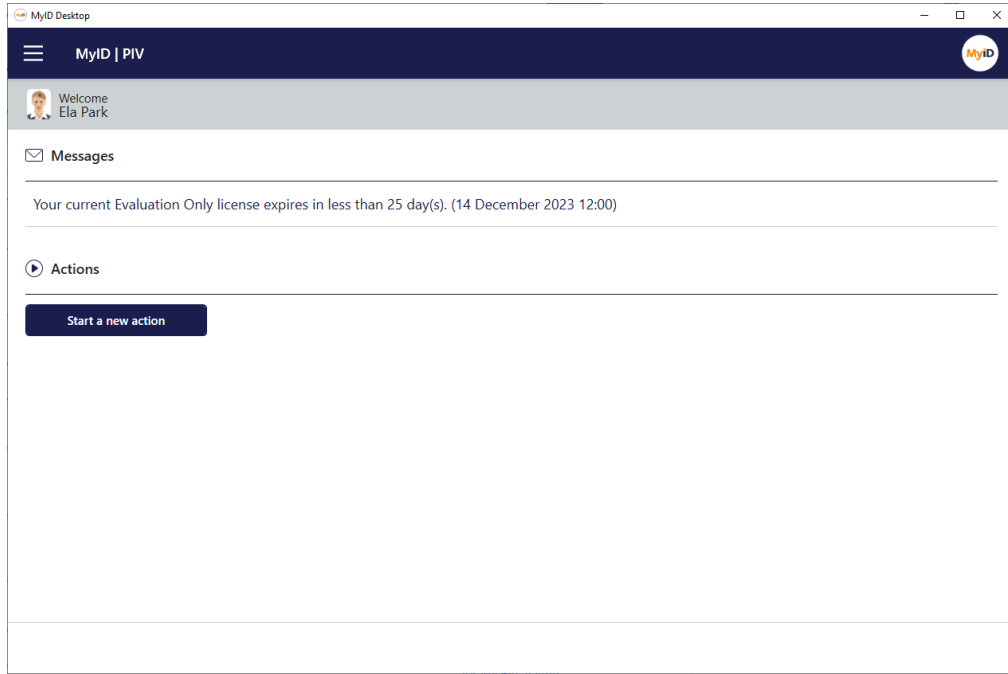 MyID Desktop
MyID | PIV
MyiD
Welcome
Ela Park
Messages
Your current Evaluation Only license expires in less than 25 day(s). (14 December 2023 12:00)
Actions
Start a new action